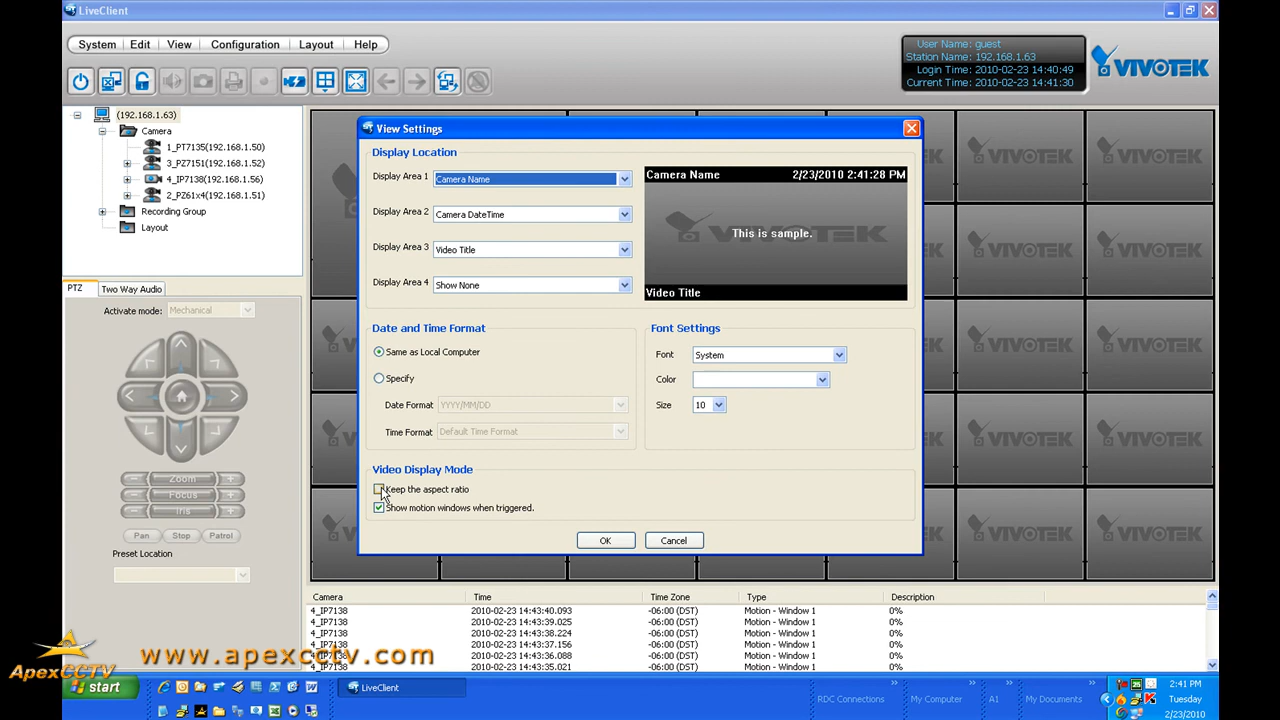 LiveClient
System Edit View Configuration Layout Help
User Name: guest
Station Name: 192.168.1.63
Login Time: 2010-02-23 14:40:49
Current Time: 2010-02-23 14:41:30
VIVOTEK
(192.168.1.63)
Camera
1_PT7135(192.168.1.50)
3_PZ7151(192.168.1.52)
4_IP7138(192.168.1.56)
2_PZ61x4(192.168.1.51)
Recording Group
Layout
PTZ Two Way Audio
Activate mode: Mechanical
Zoom
Focus
Iris
Pan Stop Patrol
Preset Location
View Settings
Display Location
Display Area 1 Camera Name
Display Area 2 Camera DateTime
Display Area 3 Video Title
Display Area 4 Show None
Camera Name 2/23/2010 2:41:28 PM
VIVOTEK
This is sample.
Video Title
Date and Time Format
Same as Local Computer
Specify
Date Format YYYY/MM/DD
Time Format Default Time Format
Font Settings
Font System
Color
Size 10
Video Display Mode
Keep the aspect ratio
Show motion windows when triggered.
OK Cancel
VIVOTEK VIVOTEK VIVOTEK
VIVOTEK VIVOTEK
VIVOTEK VIVOTEK
VIVOTEK VIVOTEK
VIVOTEK VIVOTEK
Camera Time Time Zone Type Description
4_IP7138 2010-02-23 14:43:40.093 -06:00 (DST) Motion - Window 1 0%
4_IP7138 2010-02-23 14:43:39.025 -06:00 (DST) Motion - Window 1 0%
4_IP7138 2010-02-23 14:43:38.224 -06:00 (DST) Motion - Window 1 0%
4_IP7138 2010-02-23 14:43:37.156 -06:00 (DST) Motion - Window 1 0%
4_IP7138 2010-02-23 14:43:36.088 -06:00 (DST) Motion - Window 1 0%
4_IP7138 2010-02-23 14:43:35.021 -06:00 (DST) Motion - Window 1 0%
ApexCCTV
www.apexcctv.com
start
LiveClient
RDC Connections My Computer A1 My Documents
25
2:41 PM
Tuesday
2/23/2010